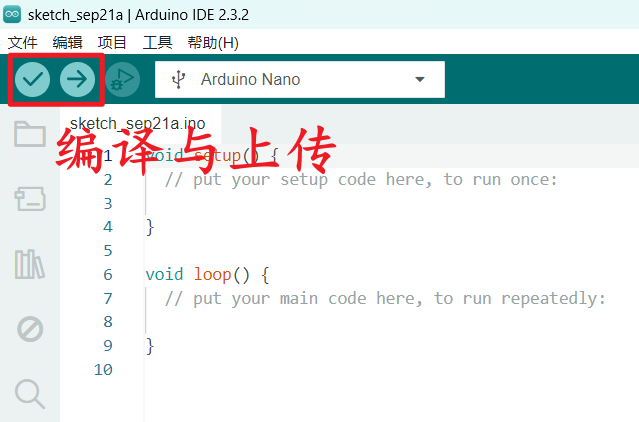 sketch_sep21a | Arduino IDE 2.3.2
文件 编辑 项目 工具 帮助(H)
Arduino Nano
sketch_sep21a.ino
编译与上传
1 void setup() {
2 // put your setup code here, to run once:
3
4 }
5
6 void loop() {
7 // put your main code here, to run repeatedly:
8
9 }
10